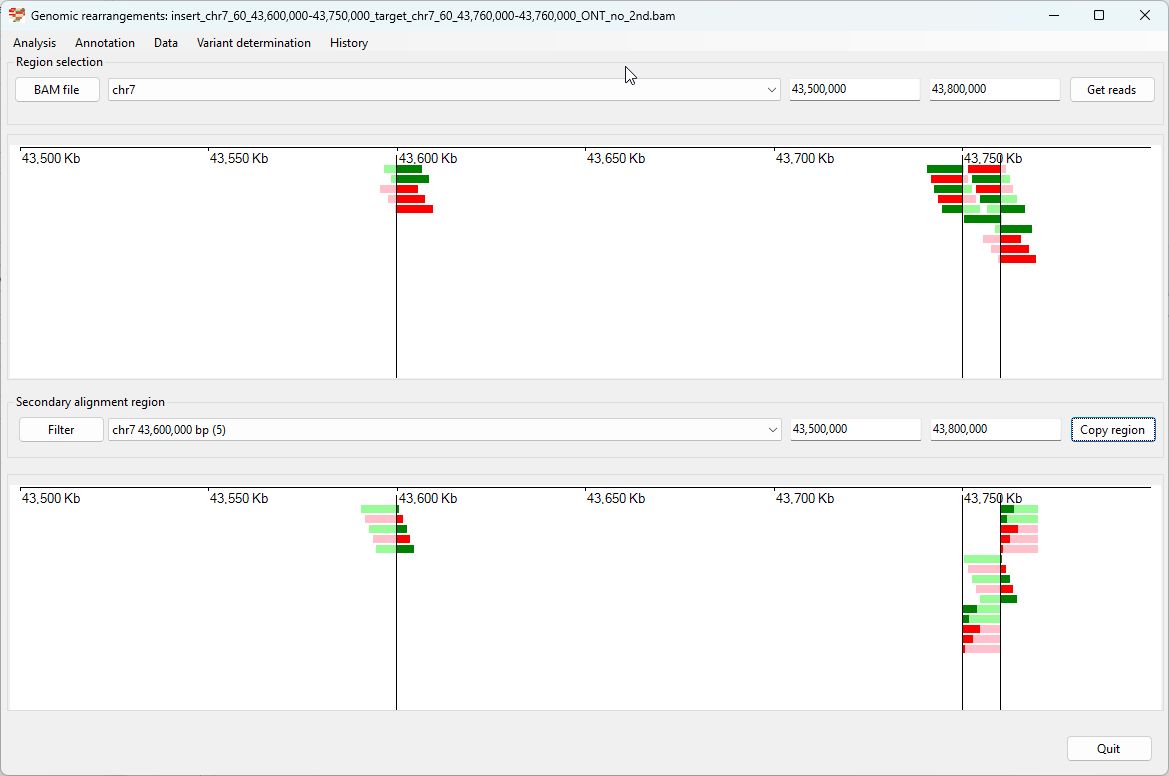 Genomic rearrangements: insert_chr7_60_43,600,000-43,750,000_target_chr7_60_43,760,000-43,760,000_ONT_no_2nd.bam
Analysis Annotation Data Variant determination History
Region selection
BAM file chr7 43,500,000 43,800,000 Get reads
43,500 Kb 43,550 Kb 43,600 Kb 43,650 Kb 43,700 Kb 43,750 Kb
Secondary alignment region
Filter chr7 43,600,000 bp (5) 43,500,000 43,800,000 Copy region
43,500 Kb 43,550 Kb 43,600 Kb 43,650 Kb 43,700 Kb 43,750 Kb
Quit